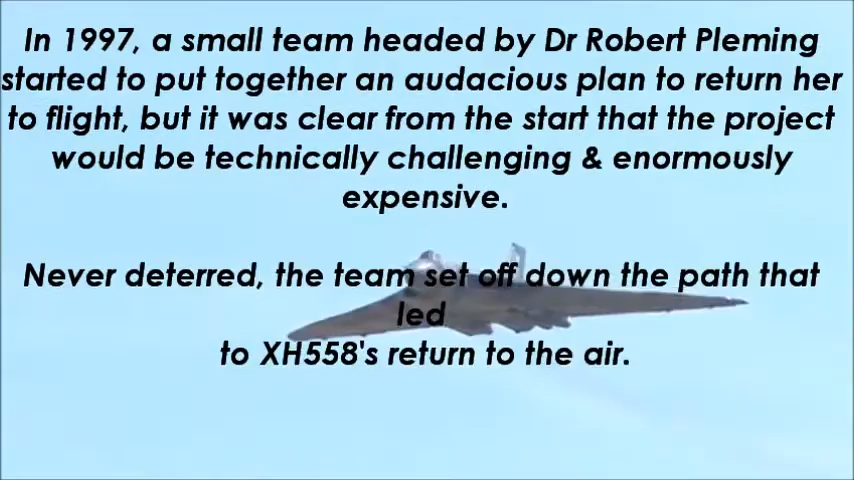 In 1997, a small team headed by Dr Robert Pleming
started to put together an audacious plan to return her
to flight, but it was clear from the start that the project
would be technically challenging & enormously
expensive.
Never deterred, the team set off down the path that
led
to XH558's return to the air.